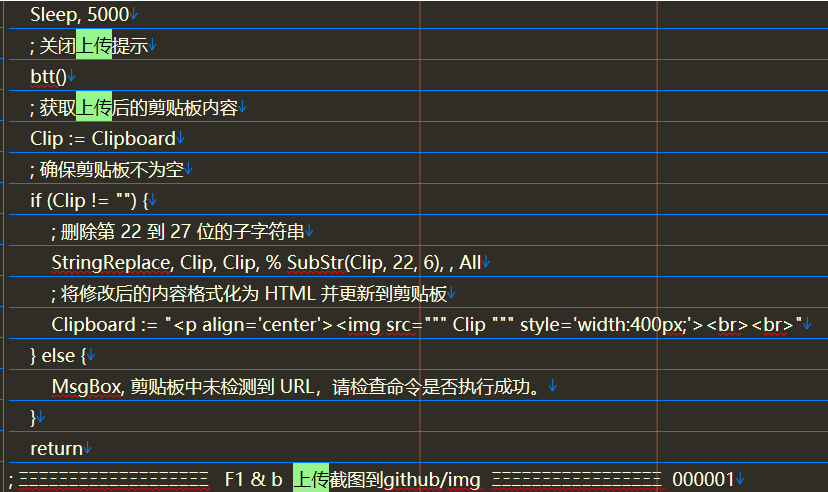 Sleep, 5000↓
; 关闭上传提示↓
btt()↓
; 获取上传后的剪贴板内容↓
Clip := Clipboard↓
; 确保剪贴板不为空↓
if (Clip != "") {↓
; 删除第 22 到 27 位的子字符串↓
StringReplace, Clip, Clip, % SubStr(Clip, 22, 6), , All↓
; 将修改后的内容格式化为 HTML 并更新到剪贴板↓
Clipboard := "<p align='center'><img src=""" Clip """ style='width:400px;'><br><br>"↓
} else {↓
MsgBox, 剪贴板中未检测到 URL，请检查命令是否执行成功。↓
}↓
return↓
; ΞΞΞΞΞΞΞΞΞΞΞΞΞΞΞΞΞΞΞ F1 & b 上传截图到github/img ΞΞΞΞΞΞΞΞΞΞΞΞΞΞΞΞΞ 000001↓